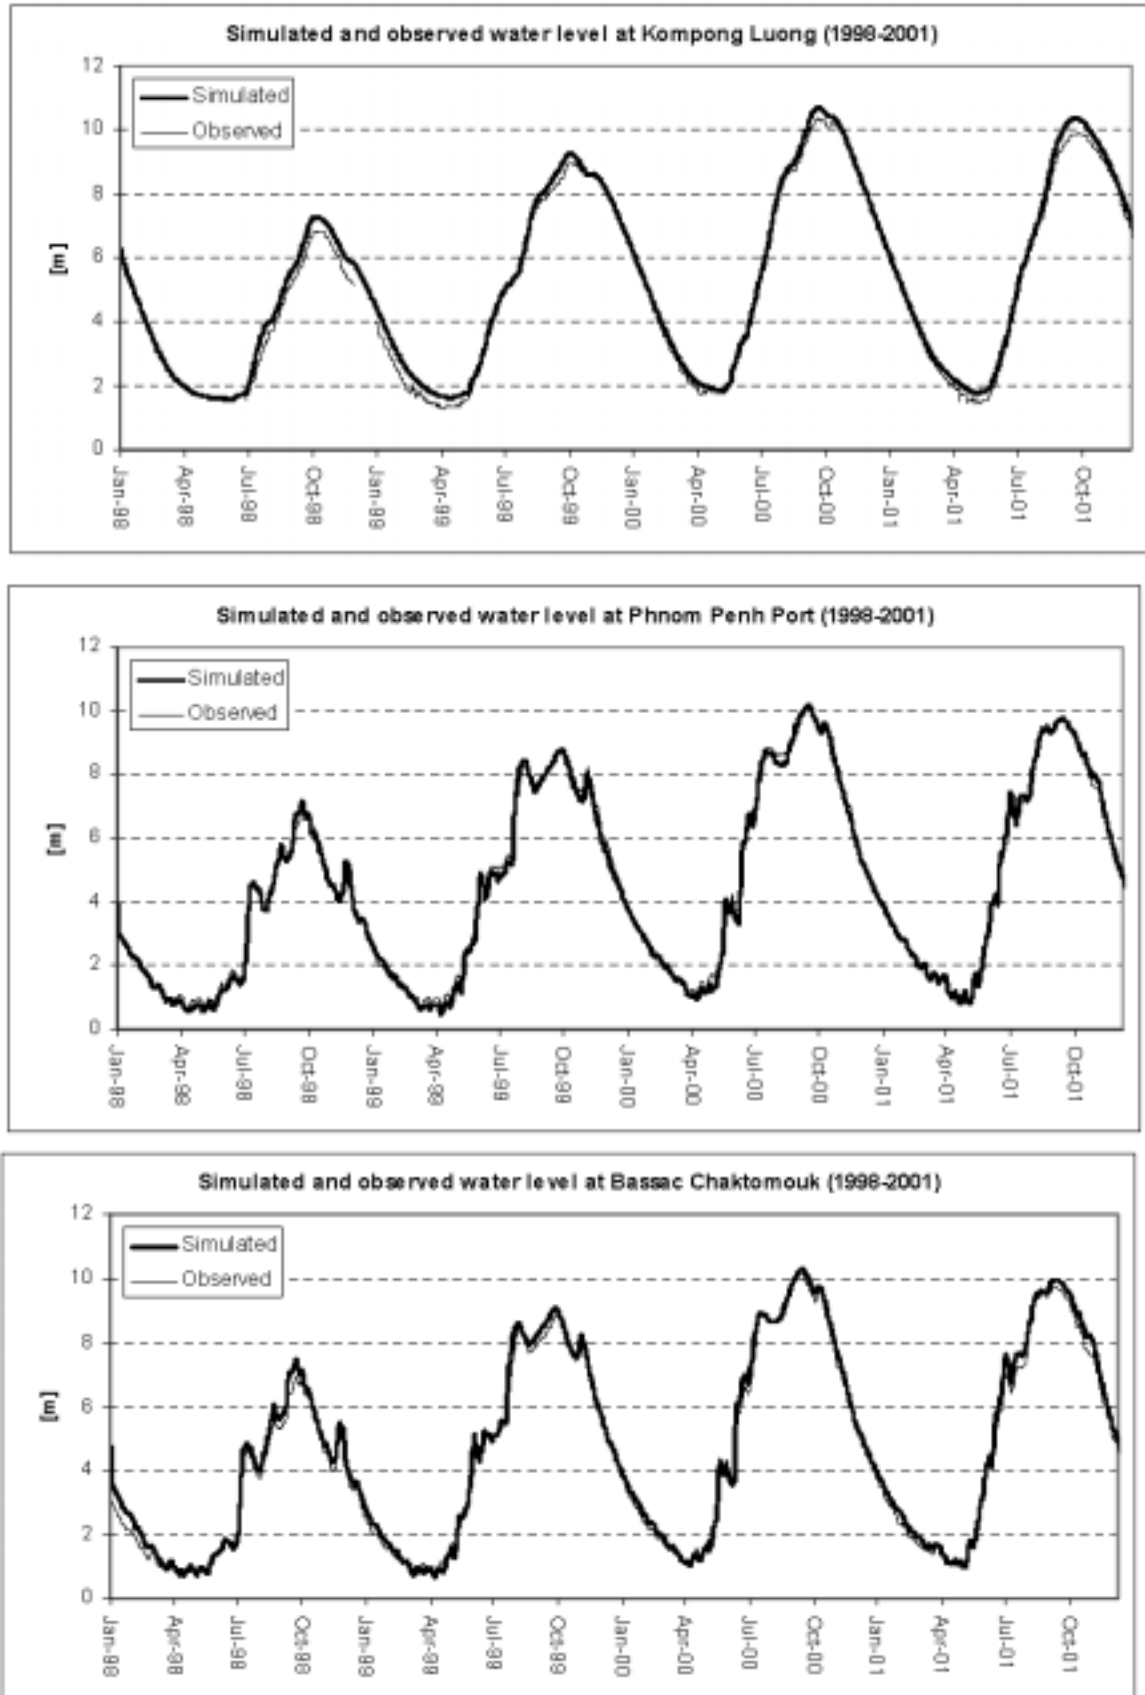 Simulated and observed water level at Kompong Luong (1998-2001)
12
Simulated
10
Observed
8
6
[m]
4
2
0
Jan-98
Apr-98
Jul-98
Oct-98
Jan-99
Apr-99
Jul-99
Oct-99
Jan-00
Apr-00
Jul-00
Oct-00
Jan-01
Apr-01
Jul-01
Oct-01
Simulated and observed water level at Phnom Penh Port (1998-2001)
12
Simulated
10
Observed
8
6
[m]
4
2
0
Jan-98
Apr-98
Jul-98
Oct-98
Jan-99
Apr-99
Jul-99
Oct-99
Jan-00
Apr-00
Jul-00
Oct-00
Jan-01
Apr-01
Jul-01
Oct-01
Simulated and observed water level at Bassac Chaktomouk (1998-2001)
12
Simulated
10
Observed
8
6
[m]
4
2
0
Jan-98
Apr-98
Jul-98
Oct-98
Jan-99
Apr-99
Jul-99
Oct-99
Jan-00
Apr-00
Jul-00
Oct-00
Jan-01
Apr-01
Jul-01
Oct-01